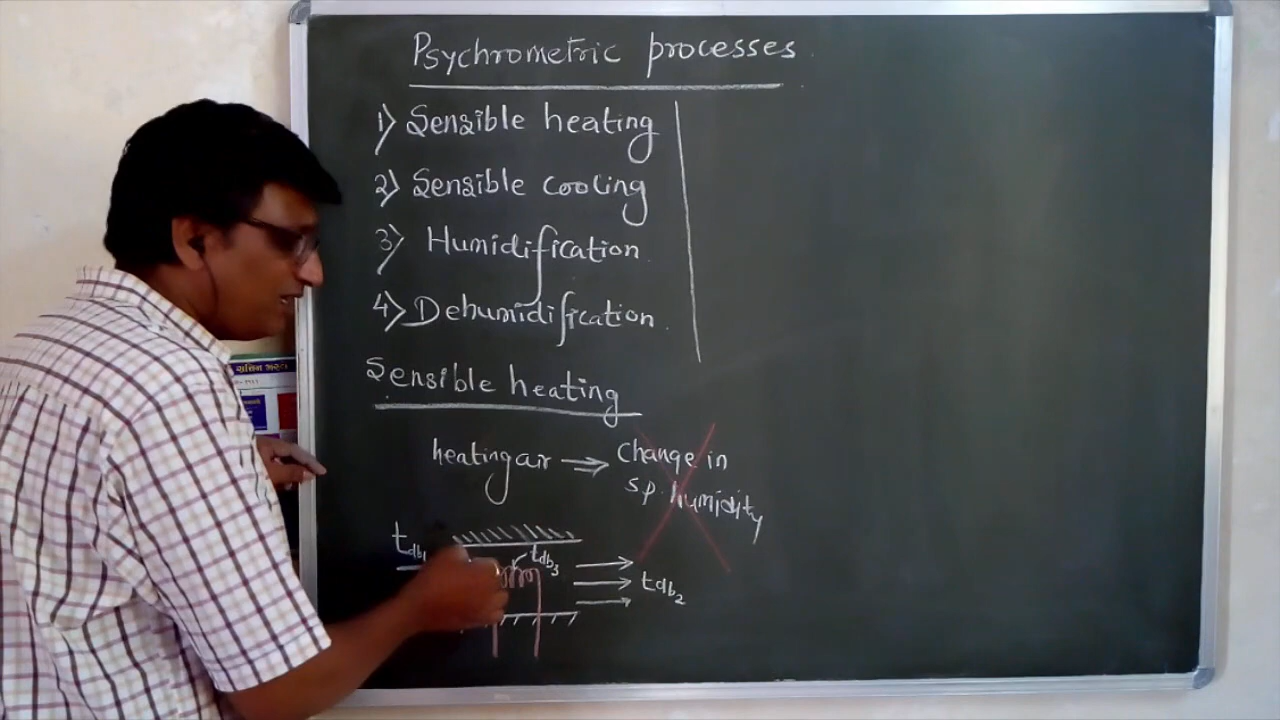 Psychrometric processes
1) Sensible heating
2) Sensible cooling
3) Humidification
4) Dehumidification
Sensible heating
heating air ⇒ change in
sp. humidity
tdb1
tdb3
tdb2